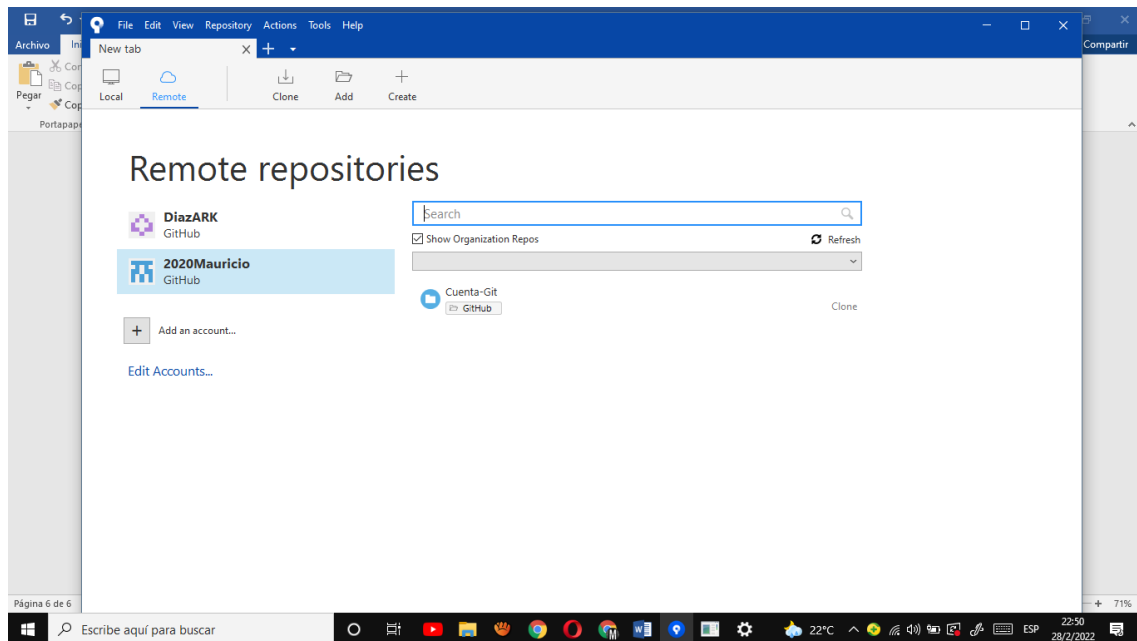 File Edit View Repository Actions Tools Help
Archivo
Compartir
New tab
Pegar
Local Remote Clone Add Create
Remote repositories
DiazARK
GitHub
2020Mauricio
GitHub
Add an account...
Edit Accounts...
Search
Show Organization Repos
Refresh
Cuenta-Git
GitHub
Clone
Página 6 de 6
71%
Escribe aquí para buscar
22°C
ESP
22:50
28/2/2022